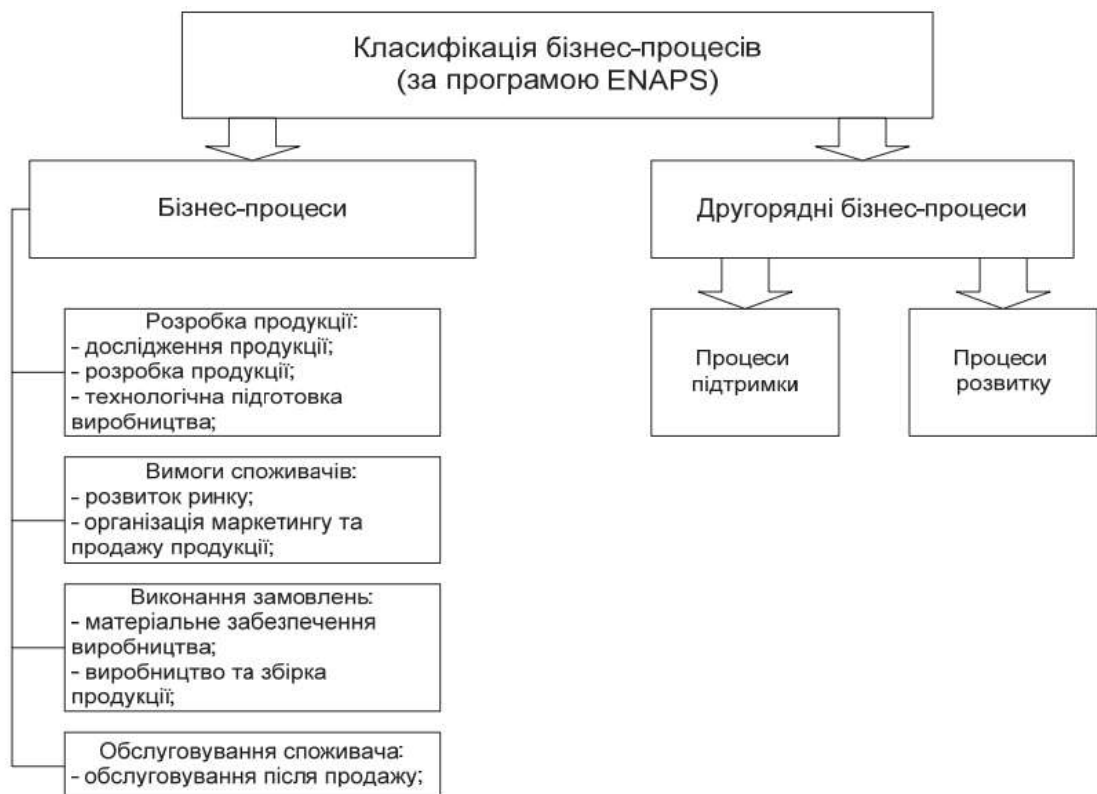 Класифікація бізнес-процесів
(за програмою ENAPS)
Бізнес-процеси
Другорядні бізнес-процеси
Розробка продукції:
- дослідження продукції;
- розробка продукції;
- технологічна підготовка
виробництва;
Вимоги споживачів:
- розвиток ринку;
- організація маркетингу та
продажу продукції;
Виконання замовлень:
- матеріальне забезпечення
виробництва;
- виробництво та збірка
продукції;
Обслуговування споживача:
- обслуговування після продажу;
Процеси
підтримки
Процеси
розвитку